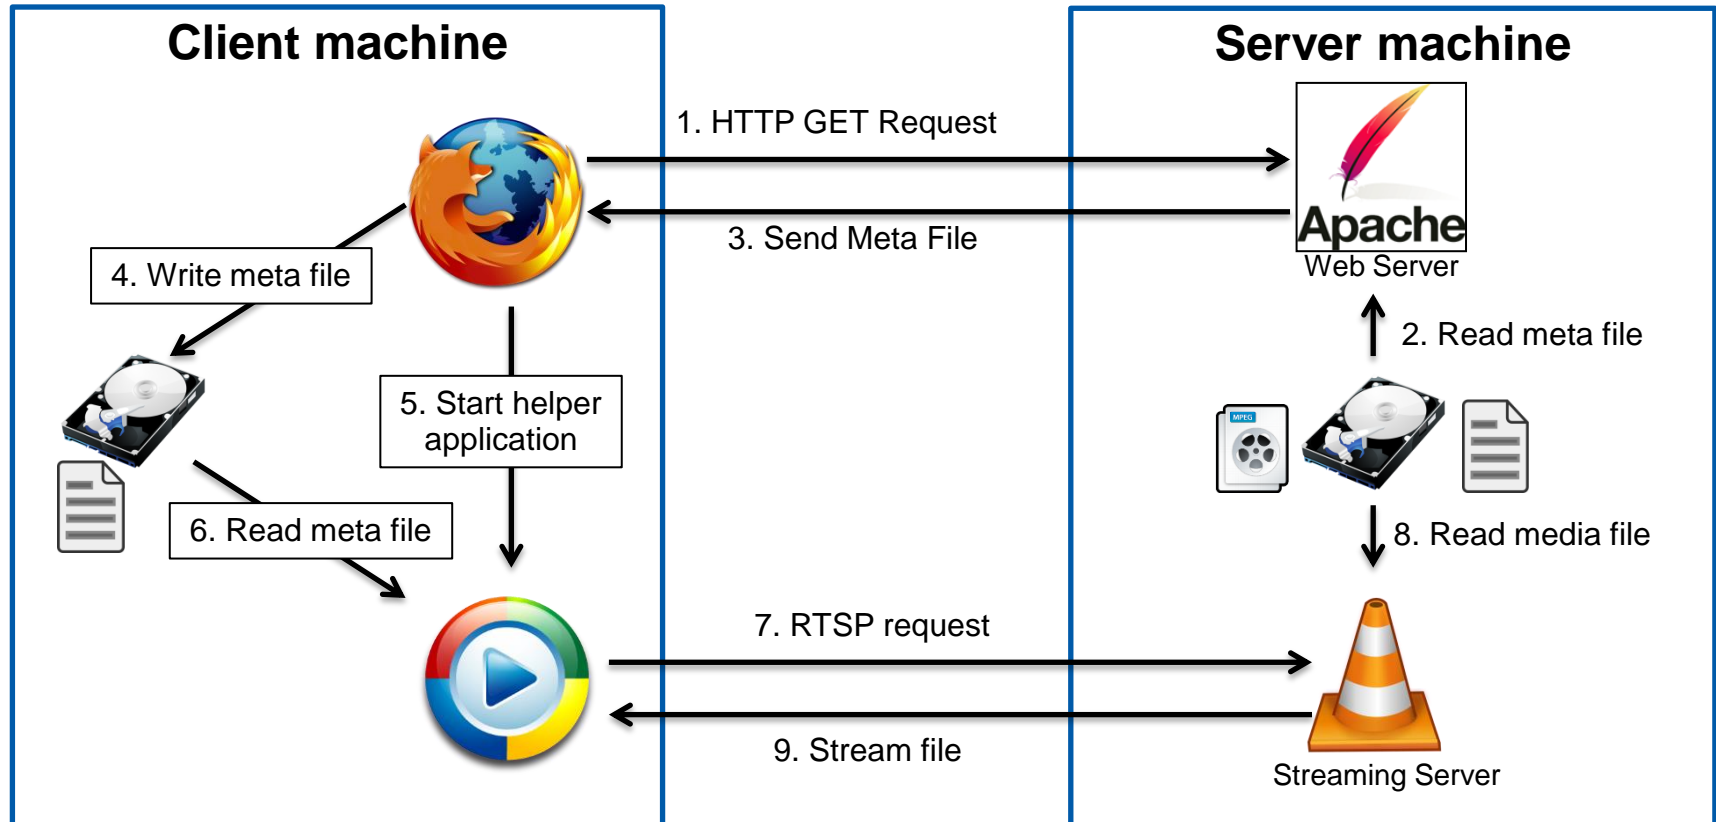 Client machine
Server machine
1. HTTP GET Request
3. Send Meta File
Apache
Web Server
4. Write meta file
2. Read meta file
5. Start helper
application
MPEG
6. Read meta file
8. Read media file
7. RTSP request
9. Stream file
Streaming Server